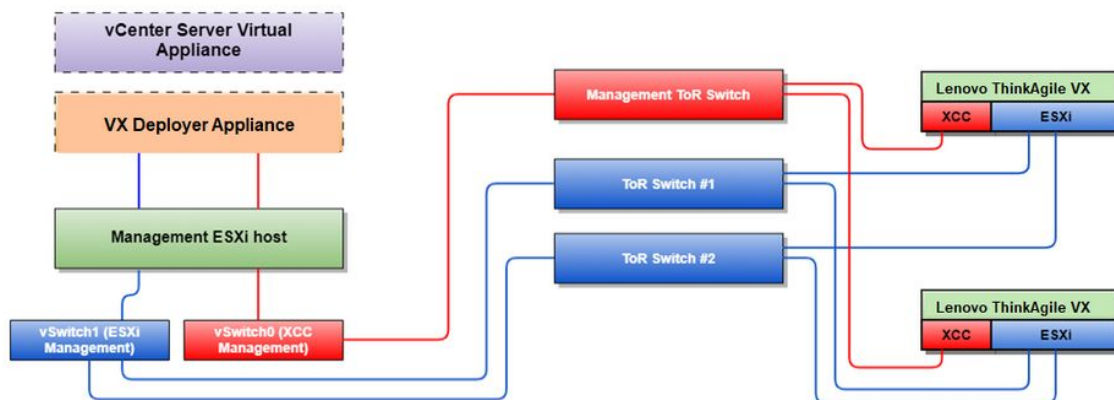 vCenter Server Virtual
Appliance
VX Deployer Appliance
Management ESXi host
vSwitch1 (ESXi
Management)
vSwitch0 (XCC
Management)
Management ToR Switch
ToR Switch #1
ToR Switch #2
Lenovo ThinkAgile VX
XCC
ESXi
Lenovo ThinkAgile VX
XCC
ESXi